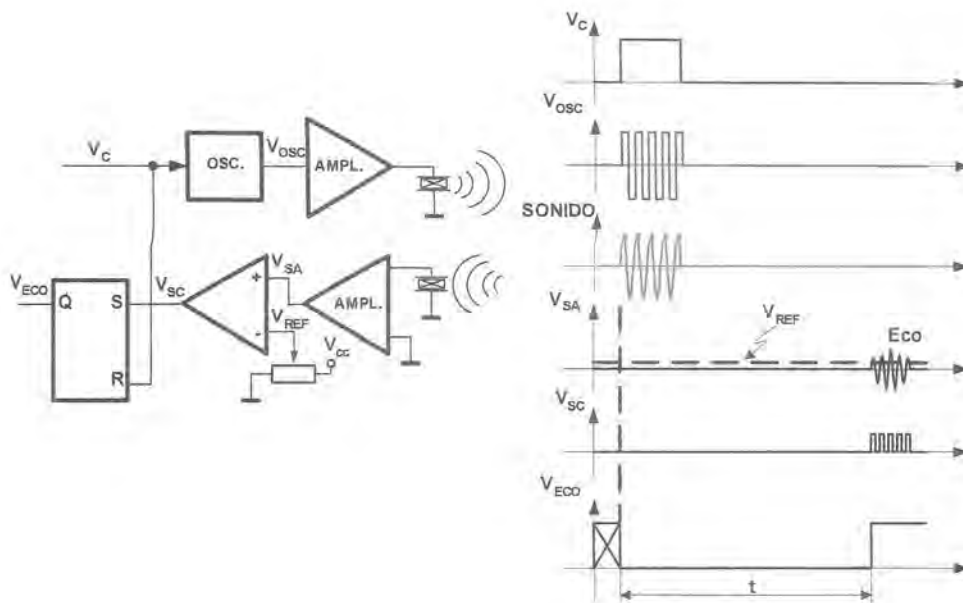 V_C
OSC.
V_OSC
AMPL.
V_ECO
Q
S
R
V_SC
+
-
V_SA
V_REF
V_CC
AMPL.
V_C
V_OSC
SONIDO
V_SA
V_REF
Eco
V_SC
V_ECO
t